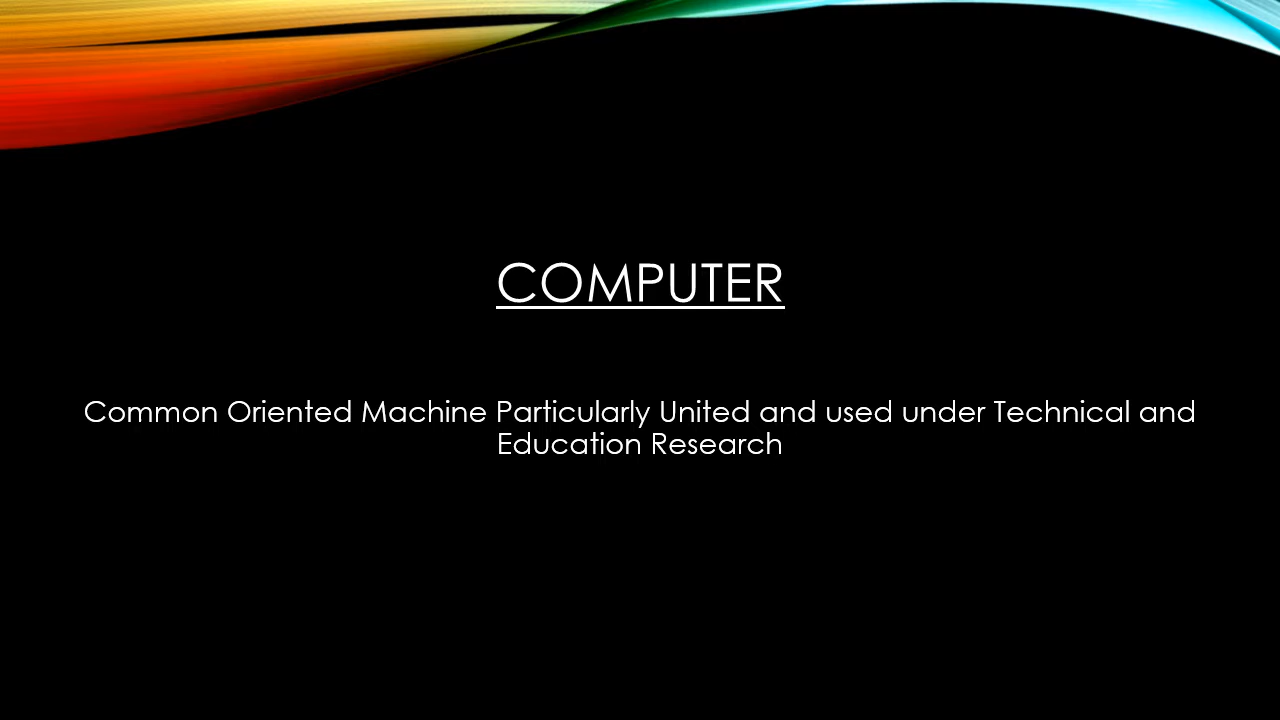 COMPUTER
Common Oriented Machine Particularly United and used under Technical and
Education Research